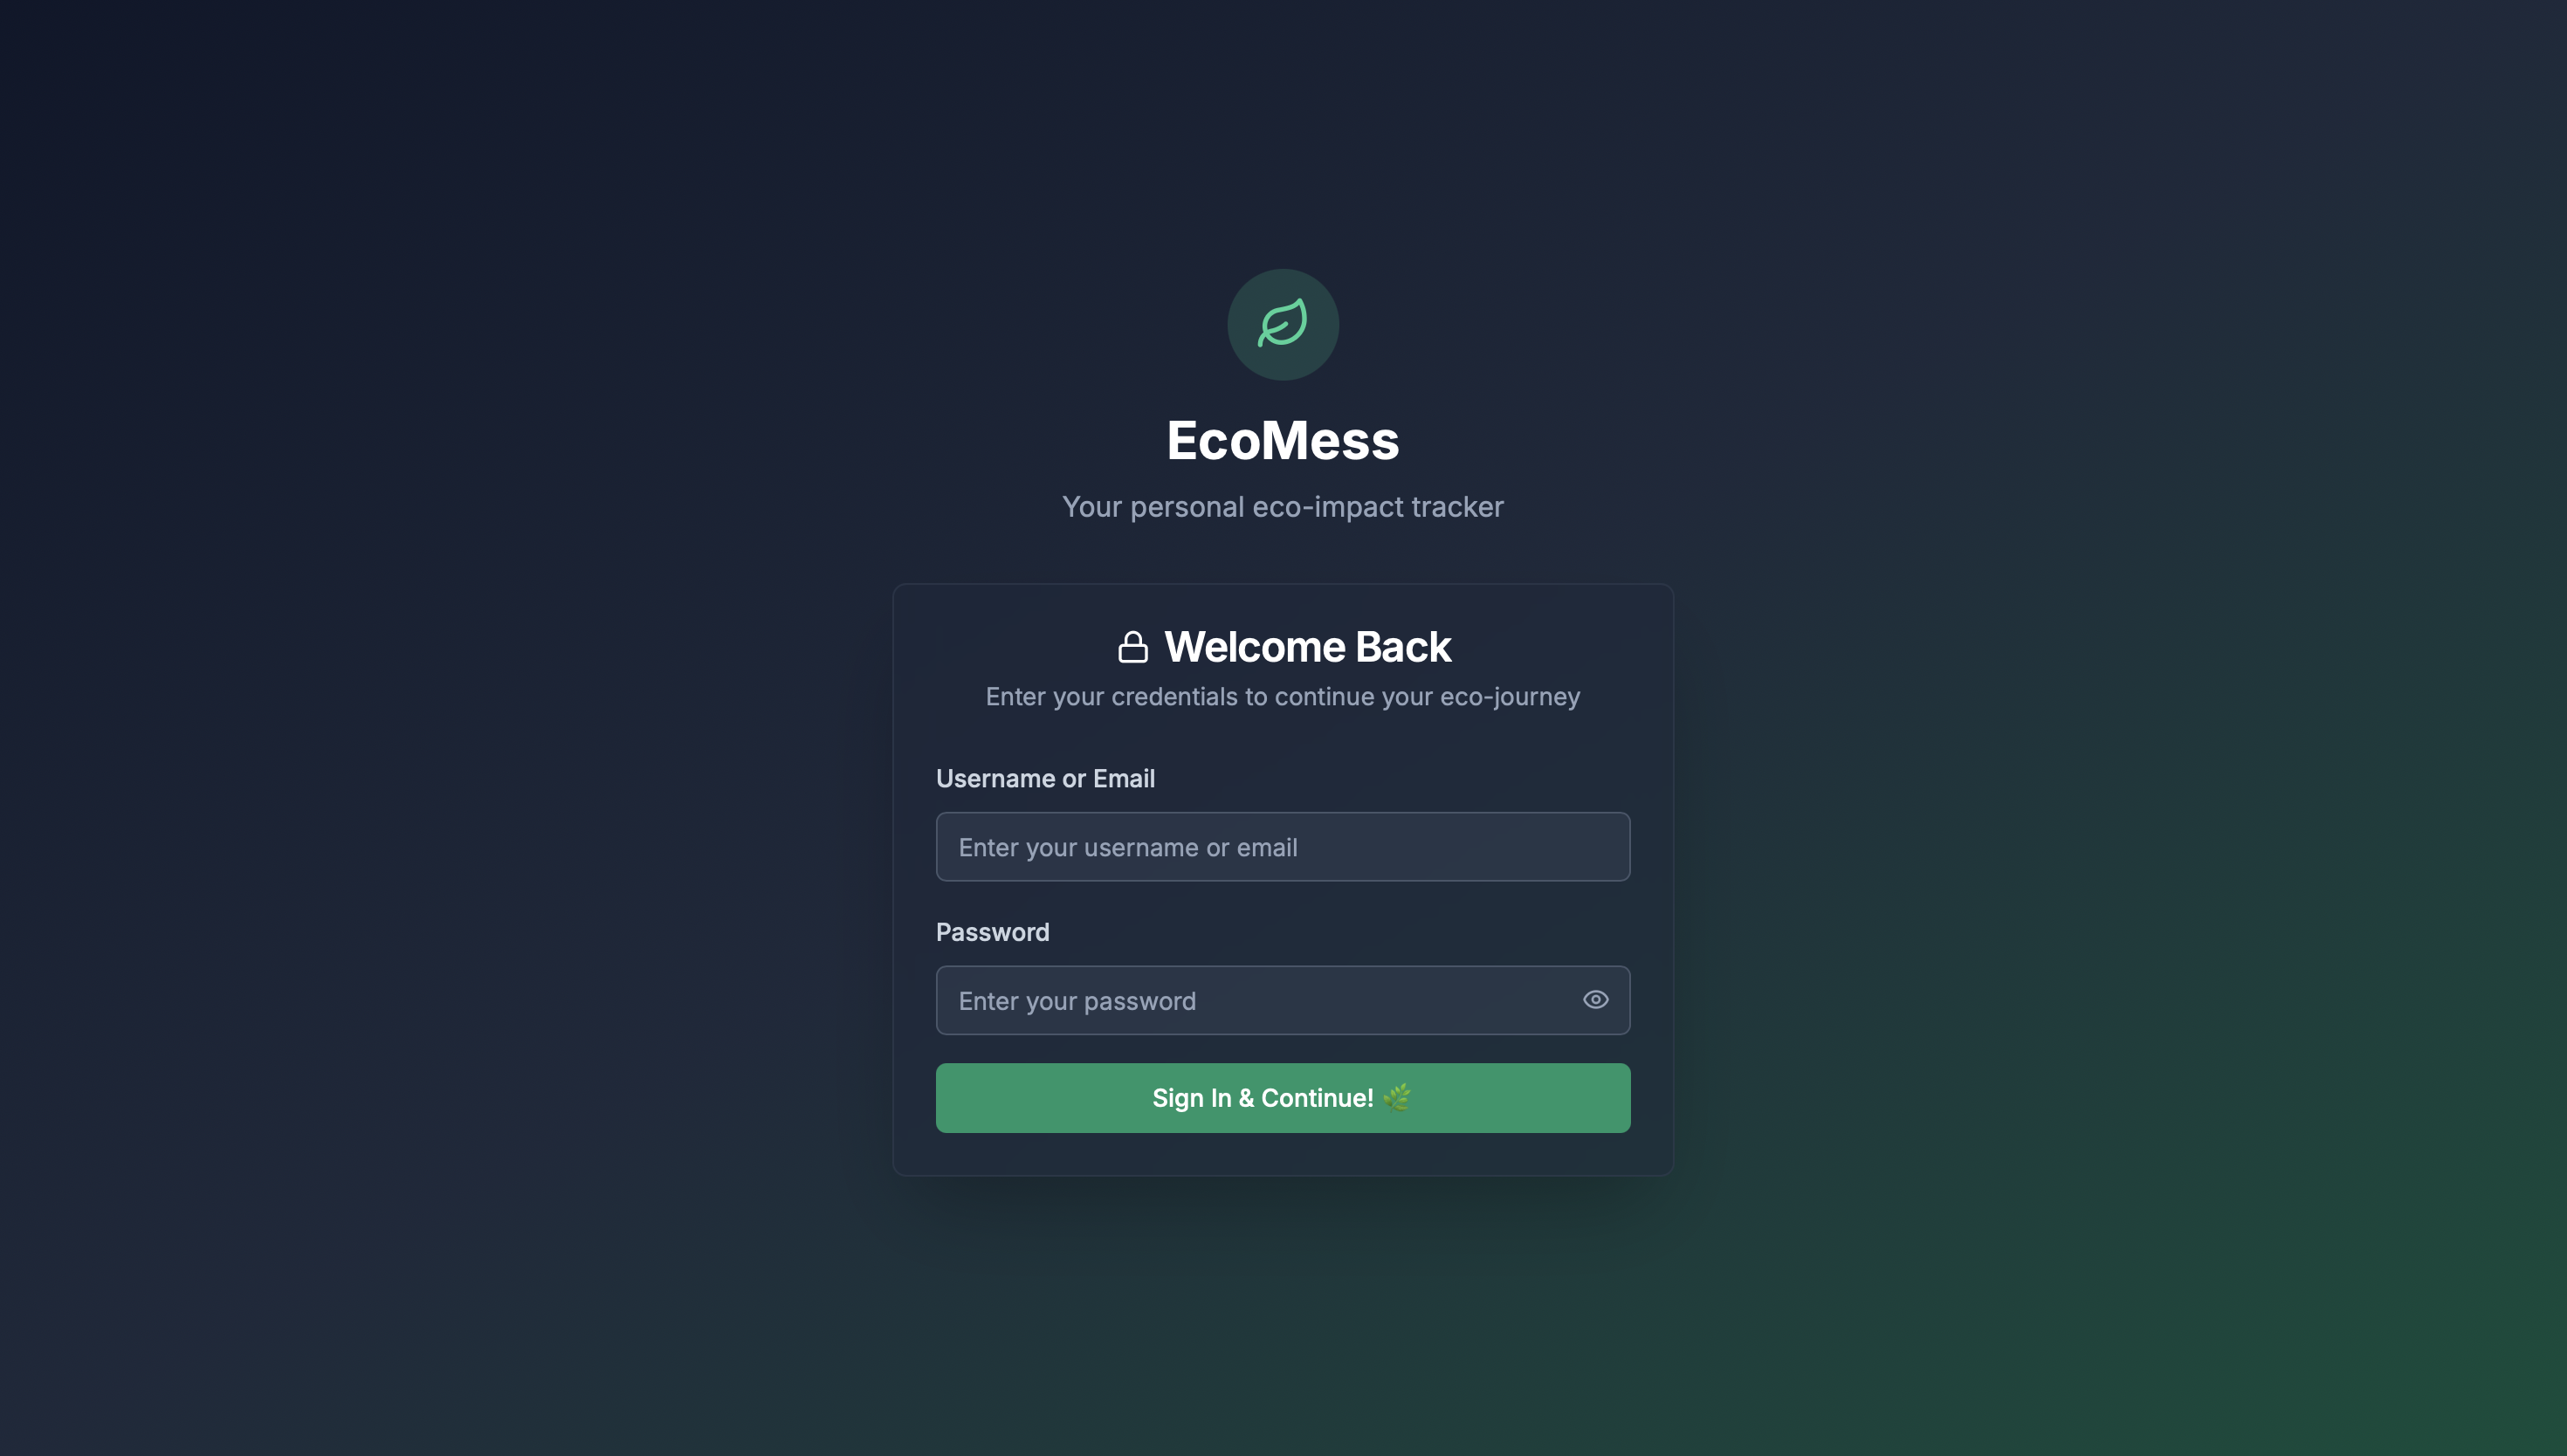 EcoMess
Your personal eco-impact tracker
Welcome Back
Enter your credentials to continue your eco-journey
Username or Email
Enter your username or email
Password
Enter your password
Sign In & Continue! 🌿